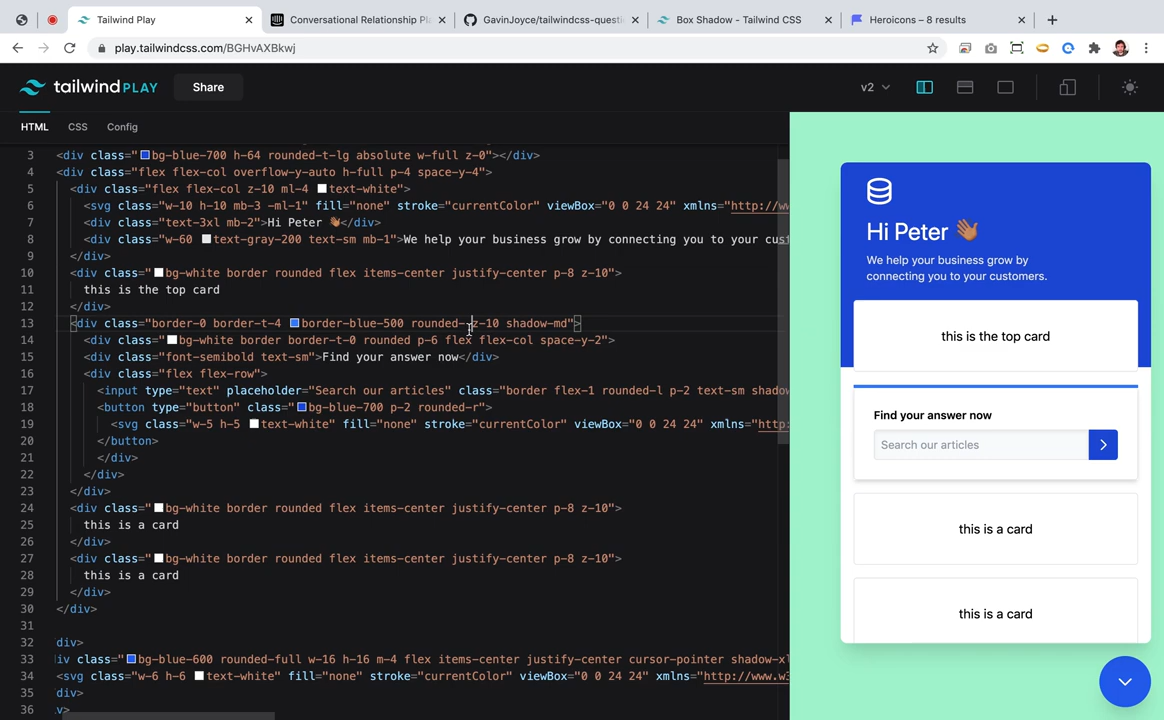 Tailwind Play
Conversational Relationship Pl
GavinJoyce/tailwindcss-questi
Box Shadow - Tailwind CSS
Heroicons – 8 results
play.tailwindcss.com/BGHvAXBkwj
tailwind PLAY
Share
v2
HTML CSS Config
3 <div class="bg-blue-700 h-64 rounded-t-lg absolute w-full z-0"></div>
4 <div class="flex flex-col overflow-y-auto h-full p-4 space-y-4">
5 <div class="flex flex-col z-10 ml-4 text-white">
6 <svg class="w-10 h-10 mb-3 -ml-1" fill="none" stroke="currentColor" viewBox="0 0 24 24" xmlns="http://ww
7 <div class="text-3xl mb-2">Hi Peter 👋🏾</div>
8 <div class="w-60 text-gray-200 text-sm mb-1">We help your business grow by connecting you to your cus
9 </div>
10 <div class="bg-white border rounded flex items-center justify-center p-8 z-10">
11 this is the top card
12 </div>
13 <div class="border-0 border-t-4 border-blue-500 rounded--z-10 shadow-md">
14 <div class="bg-white border border-t-0 rounded p-6 flex flex-col space-y-2">
15 <div class="font-semibold text-sm">Find your answer now</div>
16 <div class="flex flex-row">
17 <input type="text" placeholder="Search our articles" class="border flex-1 rounded-l p-2 text-sm shadow
18 <button type="button" class="bg-blue-700 p-2 rounded-r">
19 <svg class="w-5 h-5 text-white" fill="none" stroke="currentColor" viewBox="0 0 24 24" xmlns="http:
20 </button>
21 </div>
22 </div>
23 </div>
24 <div class="bg-white border rounded flex items-center justify-center p-8 z-10">
25 this is a card
26 </div>
27 <div class="bg-white border rounded flex items-center justify-center p-8 z-10">
28 this is a card
29 </div>
30 </div>
31
32 div>
33 iv class="bg-blue-600 rounded-full w-16 h-16 m-4 flex items-center justify-center cursor-pointer shadow-xl
34 <svg class="w-6 h-6 text-white" fill="none" stroke="currentColor" viewBox="0 0 24 24" xmlns="http://www.w3
35 div>
36 v>
Hi Peter 👋🏾
We help your business grow by
connecting you to your customers.
this is the top card
Find your answer now
Search our articles
this is a card
this is a card